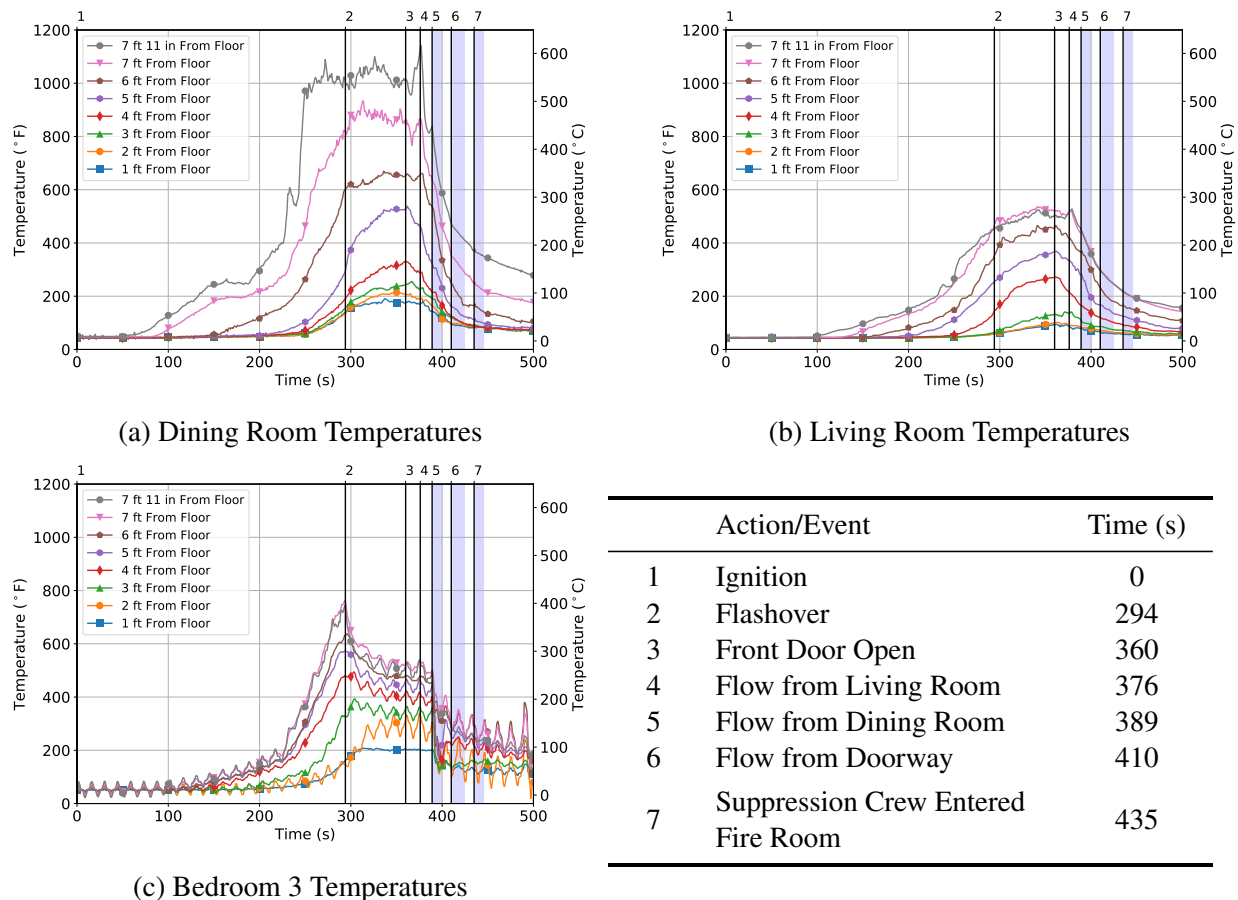 1 2 3 4 5 6 7
1200
1000
800
600
400
200
0
Temperature (°F)
7 ft 11 in From Floor
7 ft From Floor
6 ft From Floor
5 ft From Floor
4 ft From Floor
3 ft From Floor
2 ft From Floor
1 ft From Floor
600
500
400
300
200
100
0
Temperature (°C)
0 100 200 300 400 500
Time (s)
(a) Dining Room Temperatures
1 2 3 4 5 6 7
1200
1000
800
600
400
200
0
Temperature (°F)
7 ft 11 in From Floor
7 ft From Floor
6 ft From Floor
5 ft From Floor
4 ft From Floor
3 ft From Floor
2 ft From Floor
1 ft From Floor
600
500
400
300
200
100
0
Temperature (°C)
0 100 200 300 400 500
Time (s)
(b) Living Room Temperatures
1 2 3 4 5 6 7
1200
1000
800
600
400
200
0
Temperature (°F)
7 ft 11 in From Floor
7 ft From Floor
6 ft From Floor
5 ft From Floor
4 ft From Floor
3 ft From Floor
2 ft From Floor
1 ft From Floor
600
500
400
300
200
100
0
Temperature (°C)
0 100 200 300 400 500
Time (s)
(c) Bedroom 3 Temperatures
Action/Event Time (s)
1 Ignition 0
2 Flashover 294
3 Front Door Open 360
4 Flow from Living Room 376
5 Flow from Dining Room 389
6 Flow from Doorway 410
7 Suppression Crew Entered
Fire Room 435